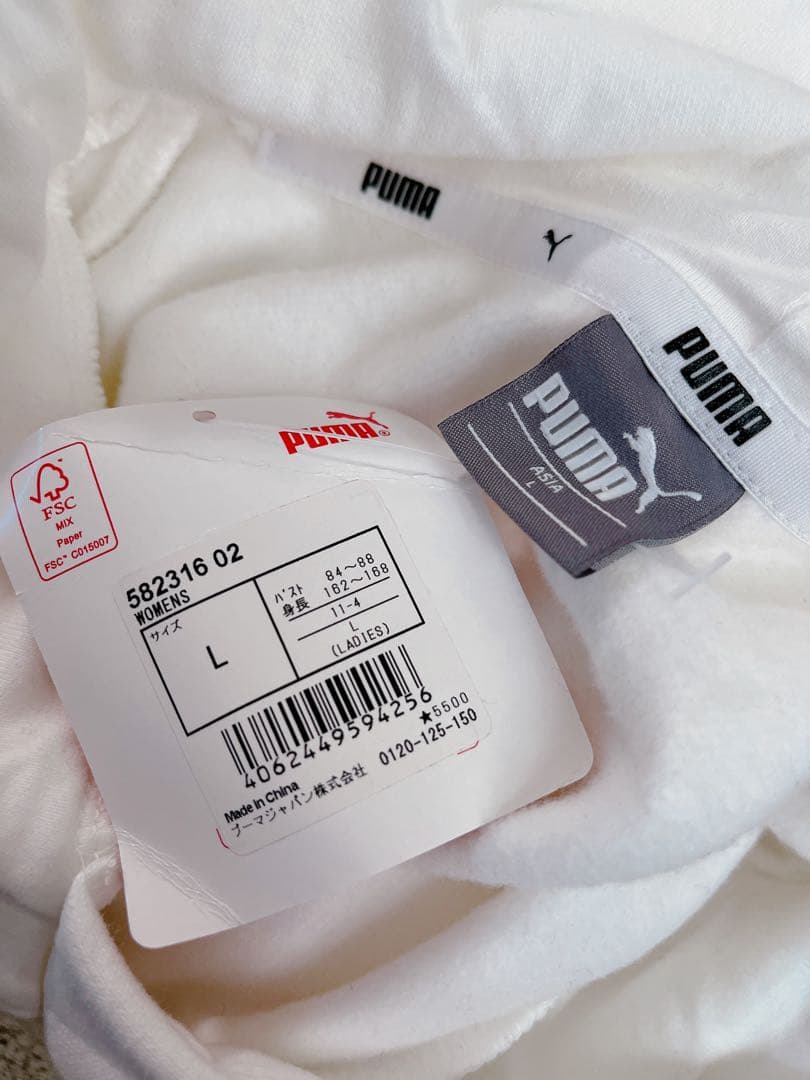 PUMA
PUMA
PUMA
ASIA
L
PUMA®
FSC
MIX
Paper
FSC™ C015007
582316 02
WOMENS
サイズ
L
ﾊﾞｽﾄ 84～88
身長 162～168
11-4
L
(LADIES)
4062449594256
★5500
Made in China
プーマジャパン株式会社 0120-125-150